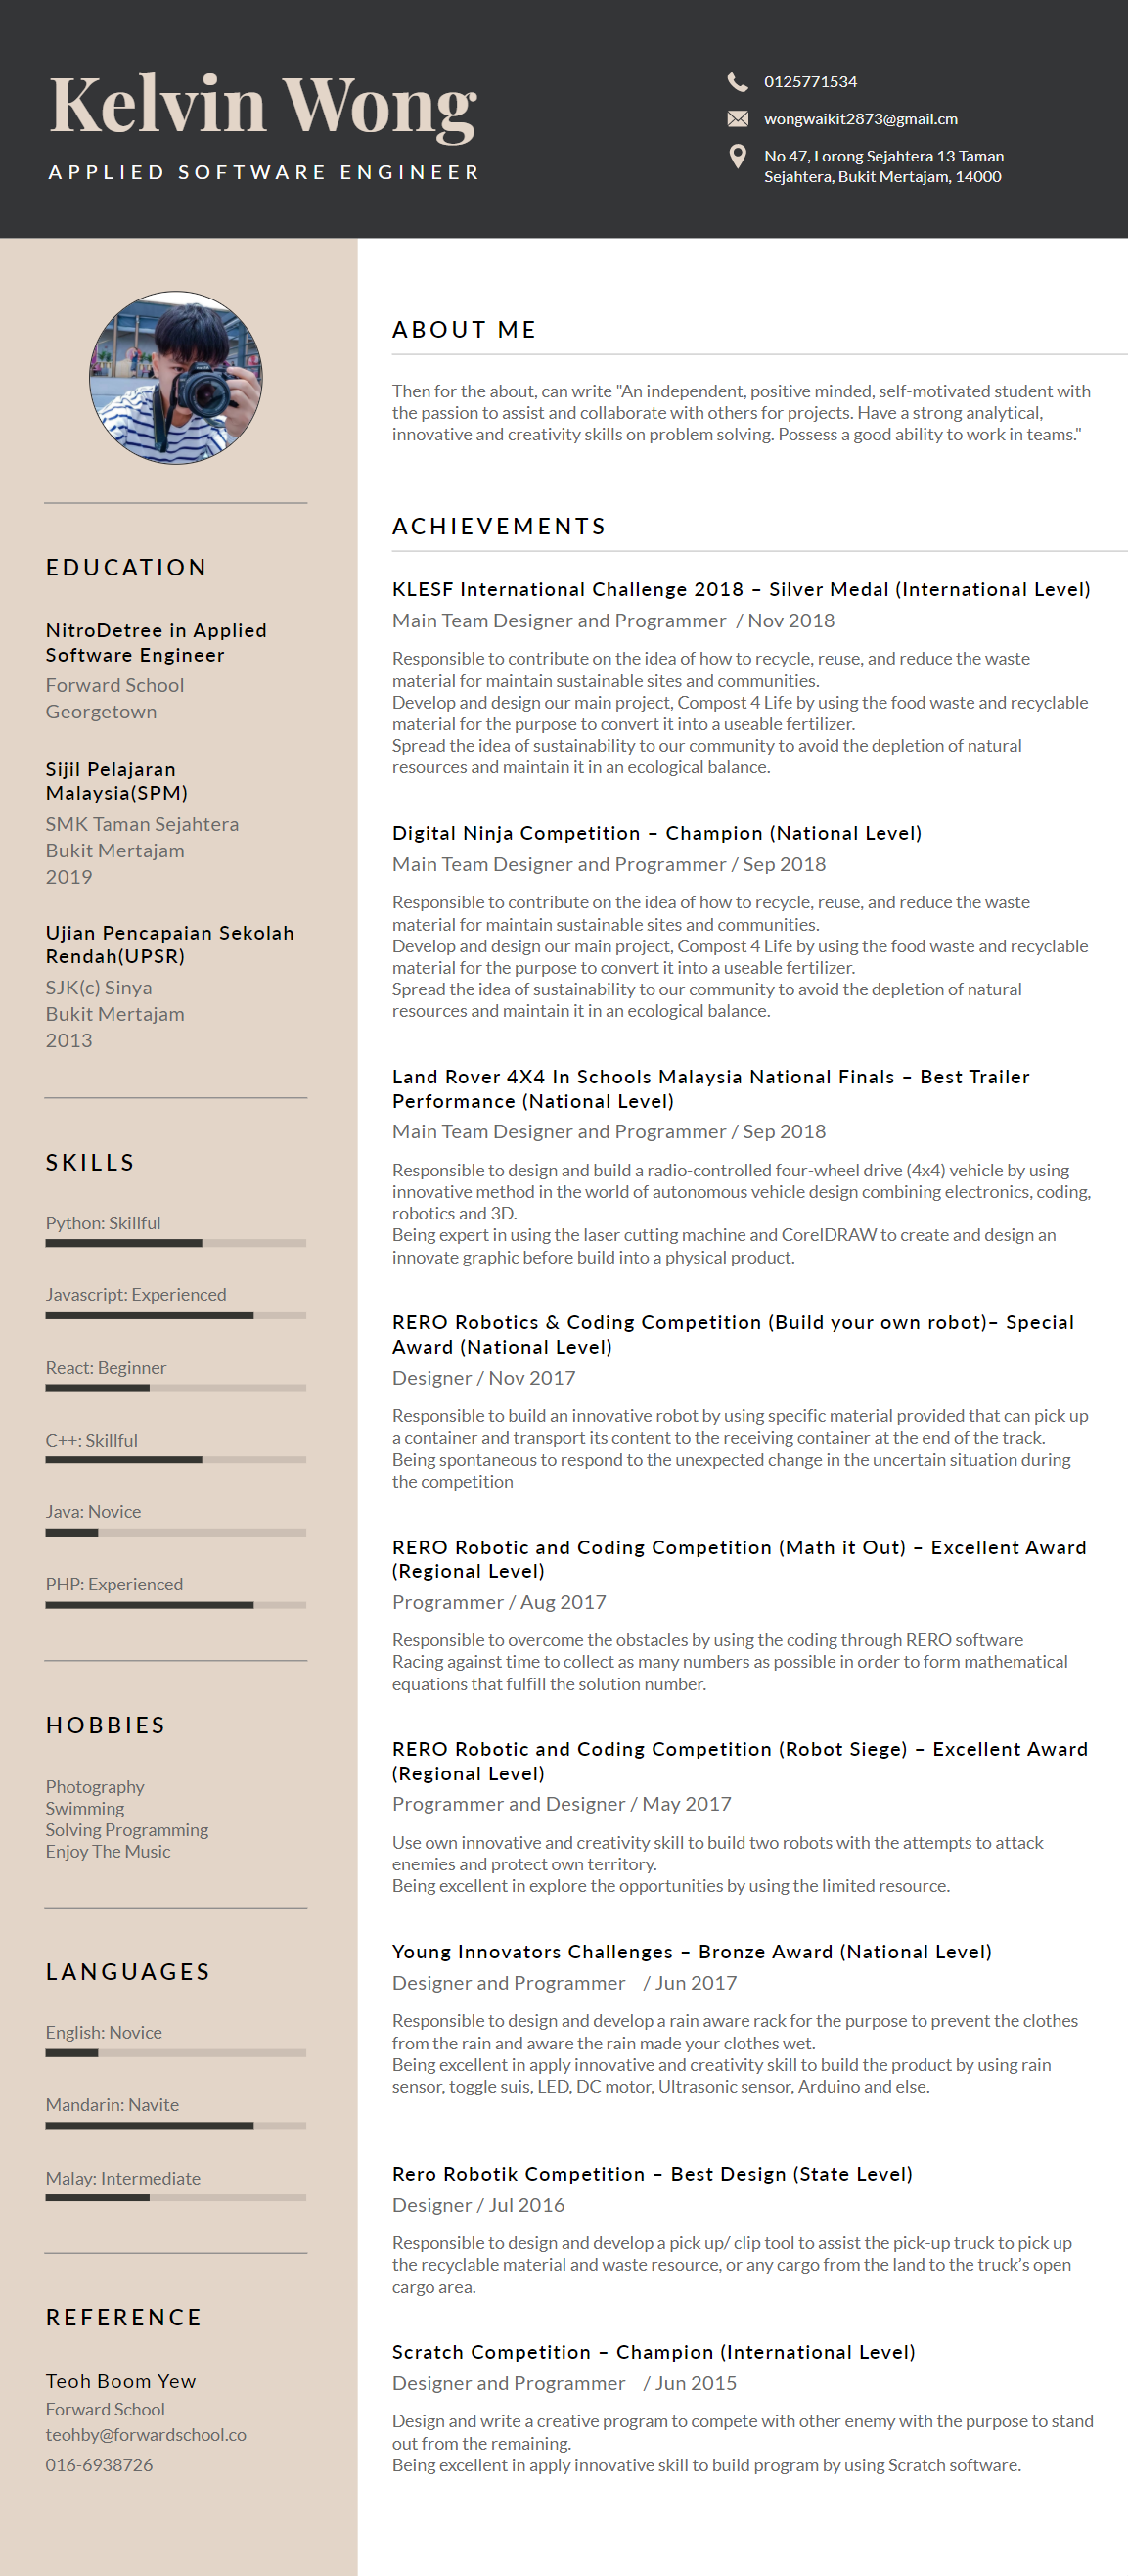 Kelvin Wong
APPLIED SOFTWARE ENGINEER
0125771534
wongwaikit2873@gmail.cm
No 47, Lorong Sejahtera 13 Taman
Sejahtera, Bukit Mertajam, 14000
EDUCATION
NitroDetree in Applied
Software Engineer
Forward School
Georgetown
Sijil Pelajaran
Malaysia(SPM)
SMK Taman Sejahtera
Bukit Mertajam
2019
Ujian Pencapaian Sekolah
Rendah(UPSR)
SJK(c) Sinya
Bukit Mertajam
2013
SKILLS
Python: Skillful
Javascript: Experienced
React: Beginner
C++: Skillful
Java: Novice
PHP: Experienced
HOBBIES
Photography
Swimming
Solving Programming
Enjoy The Music
LANGUAGES
English: Novice
Mandarin: Navite
Malay: Intermediate
REFERENCE
Teoh Boom Yew
Forward School
teohby@forwardschool.co
016-6938726
ABOUT ME
Then for the about, can write "An independent, positive minded, self-motivated student with
the passion to assist and collaborate with others for projects. Have a strong analytical,
innovative and creativity skills on problem solving. Possess a good ability to work in teams."
ACHIEVEMENTS
KLESF International Challenge 2018 – Silver Medal (International Level)
Main Team Designer and Programmer / Nov 2018
Responsible to contribute on the idea of how to recycle, reuse, and reduce the waste
material for maintain sustainable sites and communities.
Develop and design our main project, Compost 4 Life by using the food waste and recyclable
material for the purpose to convert it into a useable fertilizer.
Spread the idea of sustainability to our community to avoid the depletion of natural
resources and maintain it in an ecological balance.
Digital Ninja Competition – Champion (National Level)
Main Team Designer and Programmer / Sep 2018
Responsible to contribute on the idea of how to recycle, reuse, and reduce the waste
material for maintain sustainable sites and communities.
Develop and design our main project, Compost 4 Life by using the food waste and recyclable
material for the purpose to convert it into a useable fertilizer.
Spread the idea of sustainability to our community to avoid the depletion of natural
resources and maintain it in an ecological balance.
Land Rover 4X4 In Schools Malaysia National Finals – Best Trailer
Performance (National Level)
Main Team Designer and Programmer / Sep 2018
Responsible to design and build a radio-controlled four-wheel drive (4x4) vehicle by using
innovative method in the world of autonomous vehicle design combining electronics, coding,
robotics and 3D.
Being expert in using the laser cutting machine and CorelDRAW to create and design an
innovate graphic before build into a physical product.
RERO Robotics & Coding Competition (Build your own robot)– Special
Award (National Level)
Designer / Nov 2017
Responsible to build an innovative robot by using specific material provided that can pick up
a container and transport its content to the receiving container at the end of the track.
Being spontaneous to respond to the unexpected change in the uncertain situation during
the competition
RERO Robotic and Coding Competition (Math it Out) – Excellent Award
(Regional Level)
Programmer / Aug 2017
Responsible to overcome the obstacles by using the coding through RERO software
Racing against time to collect as many numbers as possible in order to form mathematical
equations that fulfill the solution number.
RERO Robotic and Coding Competition (Robot Siege) – Excellent Award
(Regional Level)
Programmer and Designer / May 2017
Use own innovative and creativity skill to build two robots with the attempts to attack
enemies and protect own territory.
Being excellent in explore the opportunities by using the limited resource.
Young Innovators Challenges – Bronze Award (National Level)
Designer and Programmer / Jun 2017
Responsible to design and develop a rain aware rack for the purpose to prevent the clothes
from the rain and aware the rain made your clothes wet.
Being excellent in apply innovative and creativity skill to build the product by using rain
sensor, toggle suis, LED, DC motor, Ultrasonic sensor, Arduino and else.
Rero Robotik Competition – Best Design (State Level)
Designer / Jul 2016
Responsible to design and develop a pick up/ clip tool to assist the pick-up truck to pick up
the recyclable material and waste resource, or any cargo from the land to the truck’s open
cargo area.
Scratch Competition – Champion (International Level)
Designer and Programmer / Jun 2015
Design and write a creative program to compete with other enemy with the purpose to stand
out from the remaining.
Being excellent in apply innovative skill to build program by using Scratch software.